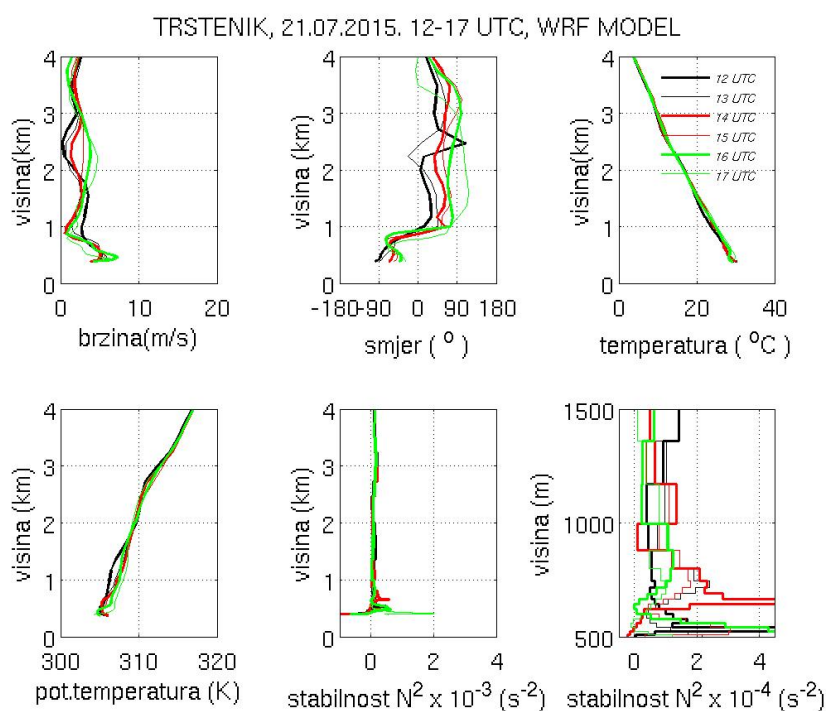 TRSTENIK, 21.07.2015. 12-17 UTC, WRF MODEL
4
3
2
1
0
visina(km)
0 10 20
brzina(m/s)
4
3
2
1
0
visina (km)
-180 -90 0 90 180
smjer ( °)
4
3
2
1
0
visina(km)
12 UTC
13 UTC
14 UTC
15 UTC
16 UTC
17 UTC
0 20 40
temperatura ( °C)
4
3
2
1
0
visina (km)
300 310 320
pot.temperatura (K)
4
3
2
1
0
visina (km)
0 2 4
stabilnost N² x 10⁻³ (s⁻²)
1500
1000
500
visina (m)
0 2 4
stabilnost N² x 10⁻⁴ (s⁻²)